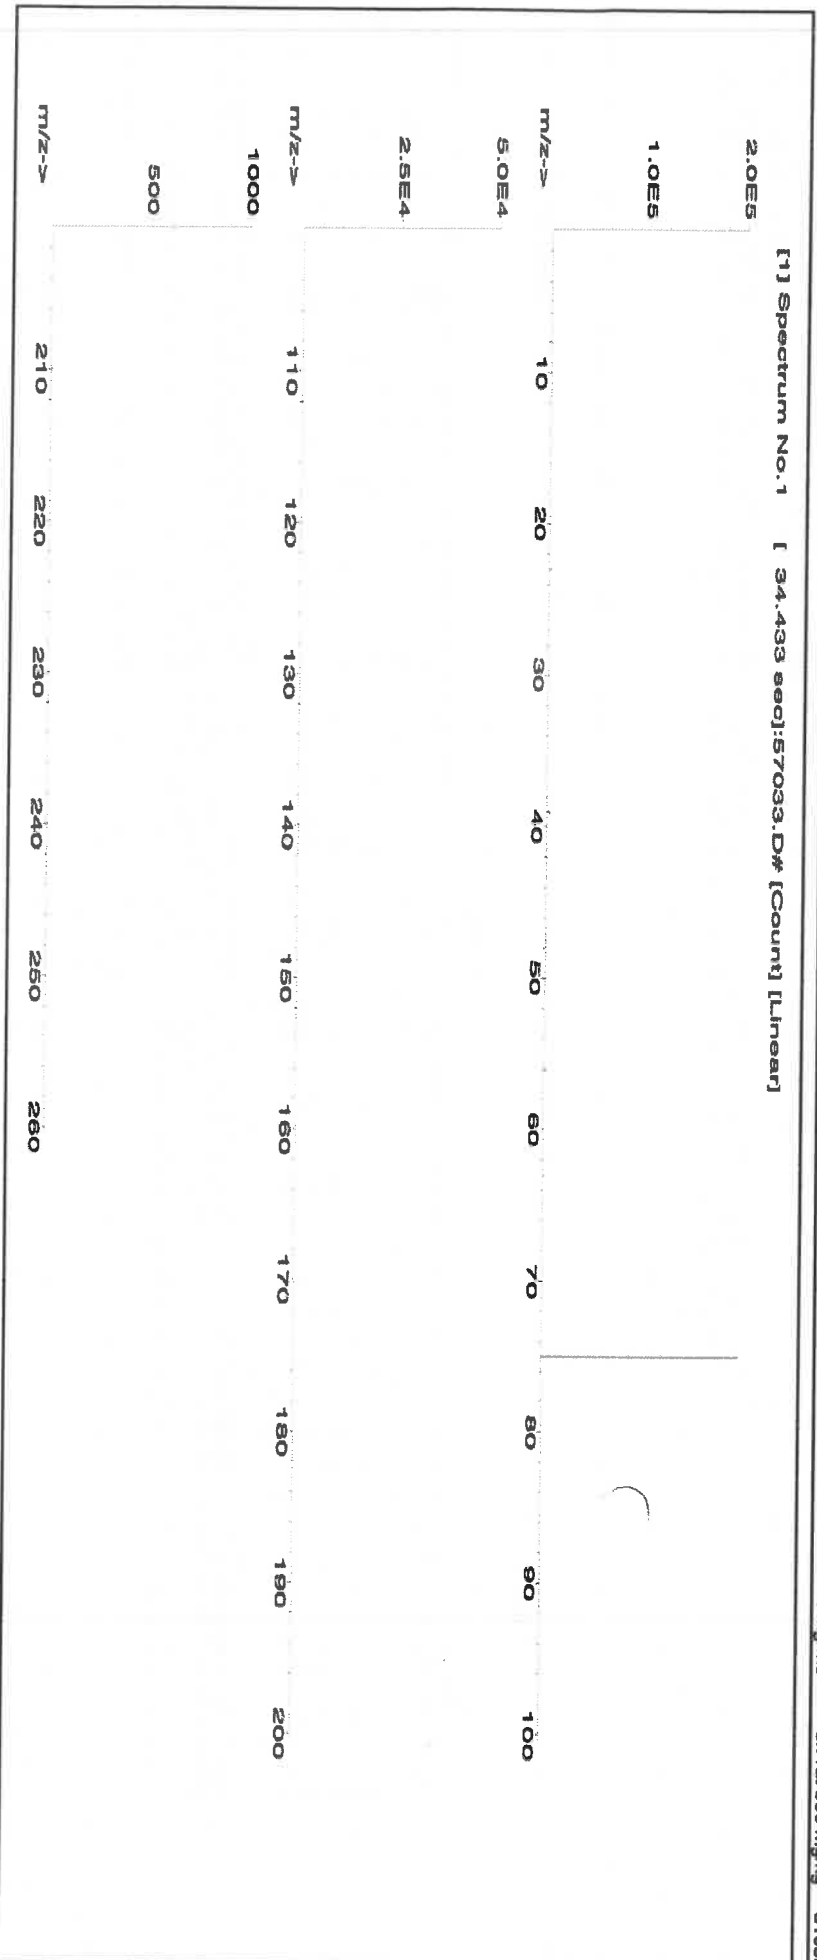 [1] Spectrum No.1 [ 34.433 sec]:57033.D# [Count] [Linear]
2.0E5
1.0E5
m/z-> 10 20 30 40 50 60 70 80 90 100
5.0E4
2.5E4
m/z-> 110 120 130 140 150 160 170 180 190 200
1000
500
m/z-> 210 220 230 240 250 260